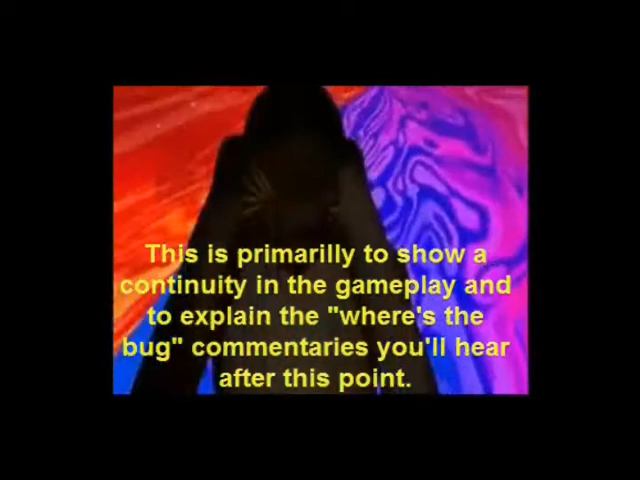 This is primarilly to show a
continuity in the gameplay and
to explain the "where's the
bug" commentaries you'll hear
after this point.